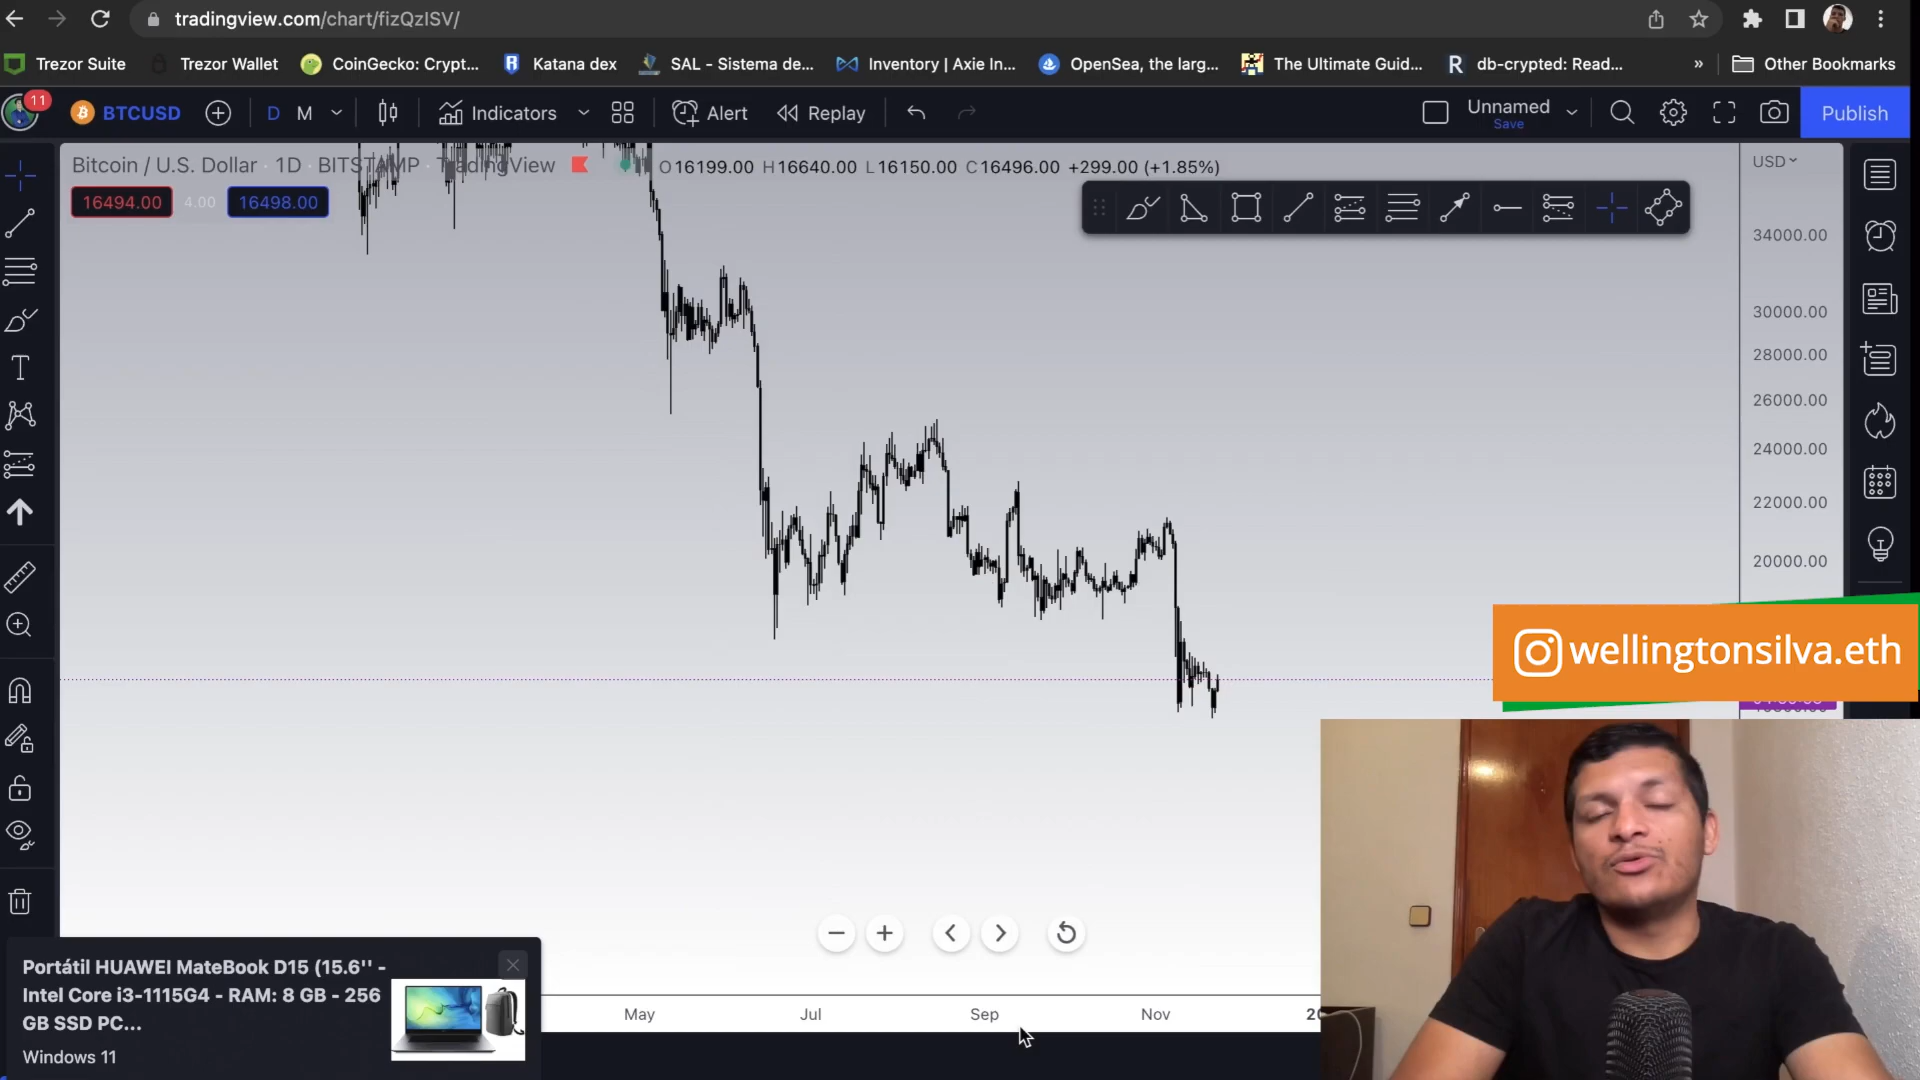 tradingview.com/chart/fizQzISV/
Trezor Suite
Trezor Wallet
CoinGecko: Crypt...
Katana dex
SAL - Sistema de...
Inventory | Axie In...
OpenSea, the larg...
The Ultimate Guid...
R db-crypted: Read...
»
Other Bookmarks
11
BTCUSD
D
M
Indicators
Alert
Replay
Unnamed
Save
Publish
Bitcoin / U.S. Dollar · 1D · BITSTAMP · TradingView
O16199.00 H16640.00 L16150.00 C16496.00 +299.00 (+1.85%)
USD
16494.00
4.00
16498.00
34000.00
30000.00
28000.00
26000.00
24000.00
22000.00
20000.00
wellingtonsilva.eth
Portátil HUAWEI MateBook D15 (15.6'' -
Intel Core i3-1115G4 - RAM: 8 GB - 256
GB SSD PC...
Windows 11
May
Jul
Sep
Nov